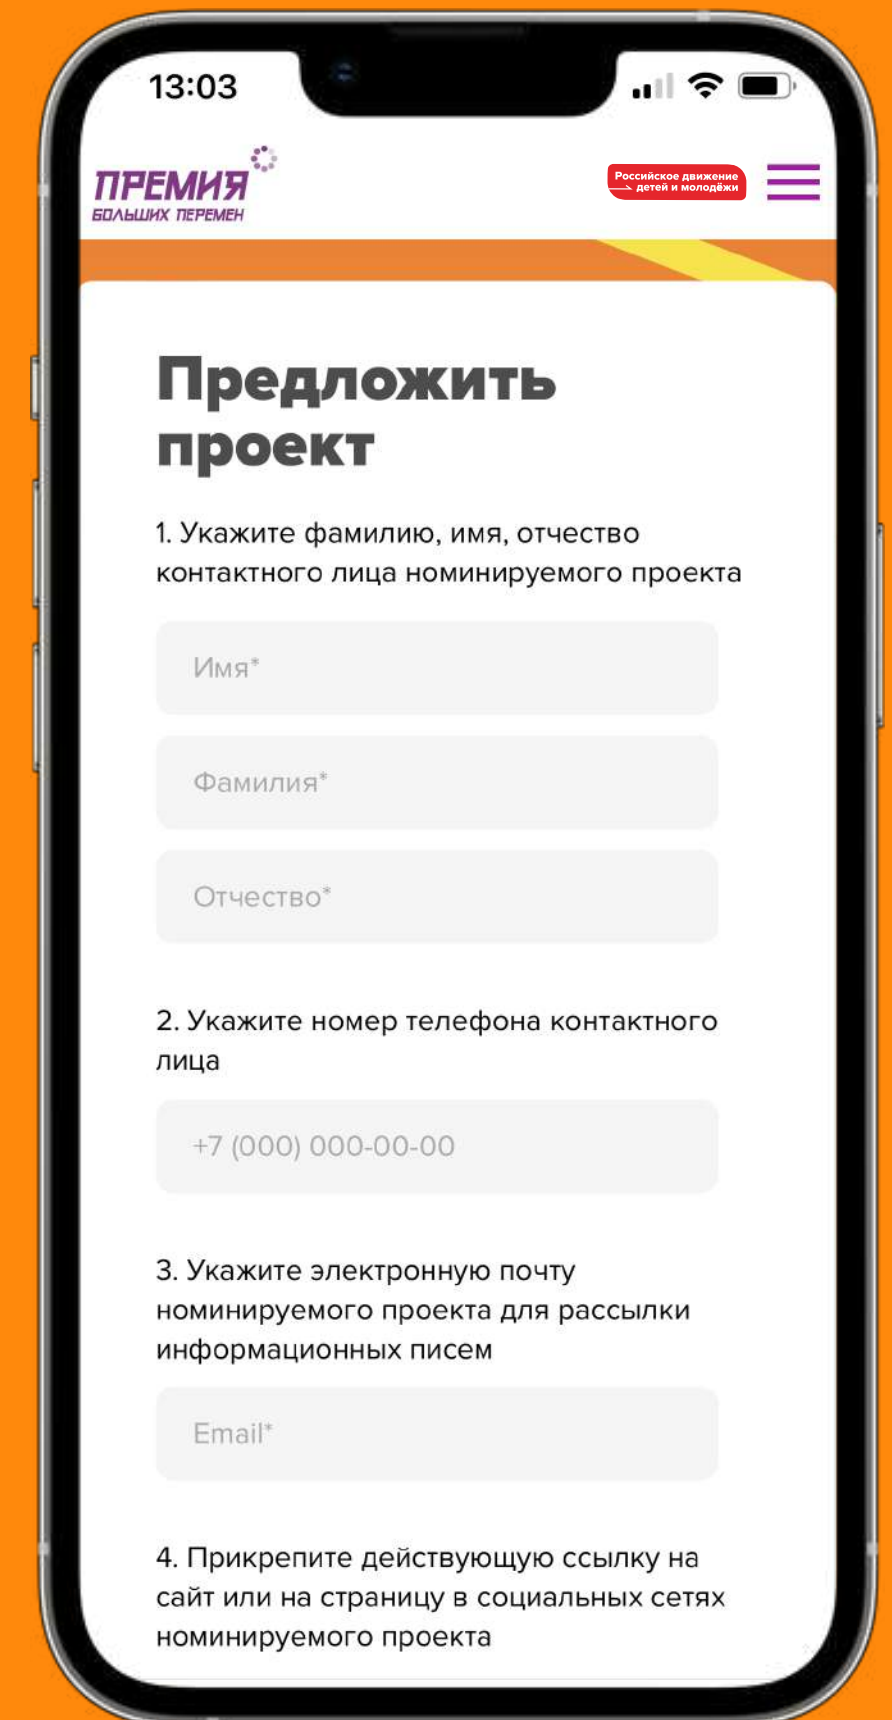 13:03
ПРЕМИЯ
БОЛЬШИХ ПЕРЕМЕН
Российское движение
детей и молодёжи
Предложить
проект
1. Укажите фамилию, имя, отчество
контактного лица номинируемого проекта
Имя*
Фамилия*
Отчество*
2. Укажите номер телефона контактного
лица
+7 (000) 000-00-00
3. Укажите электронную почту
номинируемого проекта для рассылки
информационных писем
Email*
4. Прикрепите действующую ссылку на
сайт или на страницу в социальных сетях
номинируемого проекта